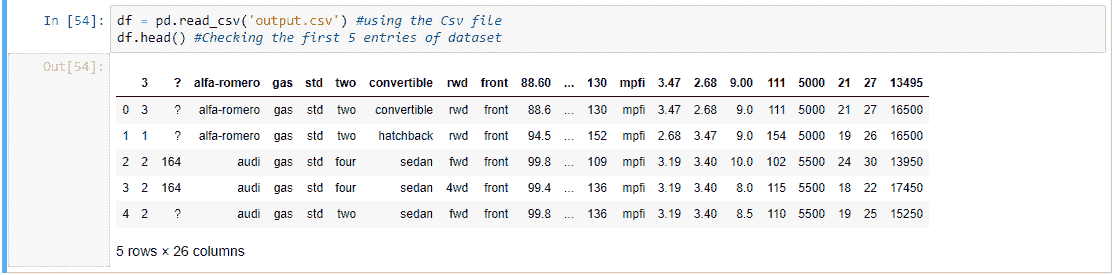 In [54]: df = pd.read_csv('output.csv') #using the Csv file
df.head() #Checking the first 5 entries of dataset
Out[54]:
3 ? alfa-romero gas std two convertible rwd front 88.60 ... 130 mpfi 3.47 2.68 9.00 111 5000 21 27 13495
0 3 ? alfa-romero gas std two convertible rwd front 88.6 ... 130 mpfi 3.47 2.68 9.0 111 5000 21 27 16500
1 1 ? alfa-romero gas std two hatchback rwd front 94.5 ... 152 mpfi 2.68 3.47 9.0 154 5000 19 26 16500
2 2 164 audi gas std four sedan fwd front 99.8 ... 109 mpfi 3.19 3.40 10.0 102 5500 24 30 13950
3 2 164 audi gas std four sedan 4wd front 99.4 ... 136 mpfi 3.19 3.40 8.0 115 5500 18 22 17450
4 2 ? audi gas std two sedan fwd front 99.8 ... 136 mpfi 3.19 3.40 8.5 110 5500 19 25 15250
5 rows × 26 columns